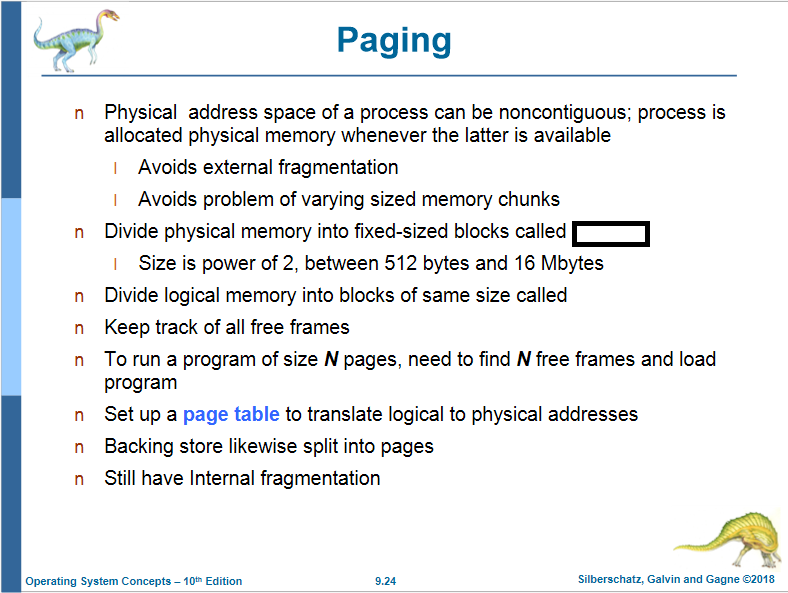 Paging
n Physical address space of a process can be noncontiguous; process is
allocated physical memory whenever the latter is available
l Avoids external fragmentation
l Avoids problem of varying sized memory chunks
n Divide physical memory into fixed-sized blocks called
l Size is power of 2, between 512 bytes and 16 Mbytes
n Divide logical memory into blocks of same size called
n Keep track of all free frames
n To run a program of size N pages, need to find N free frames and load
program
n Set up a page table to translate logical to physical addresses
n Backing store likewise split into pages
n Still have Internal fragmentation
Operating System Concepts – 10th Edition
9.24
Silberschatz, Galvin and Gagne ©2018